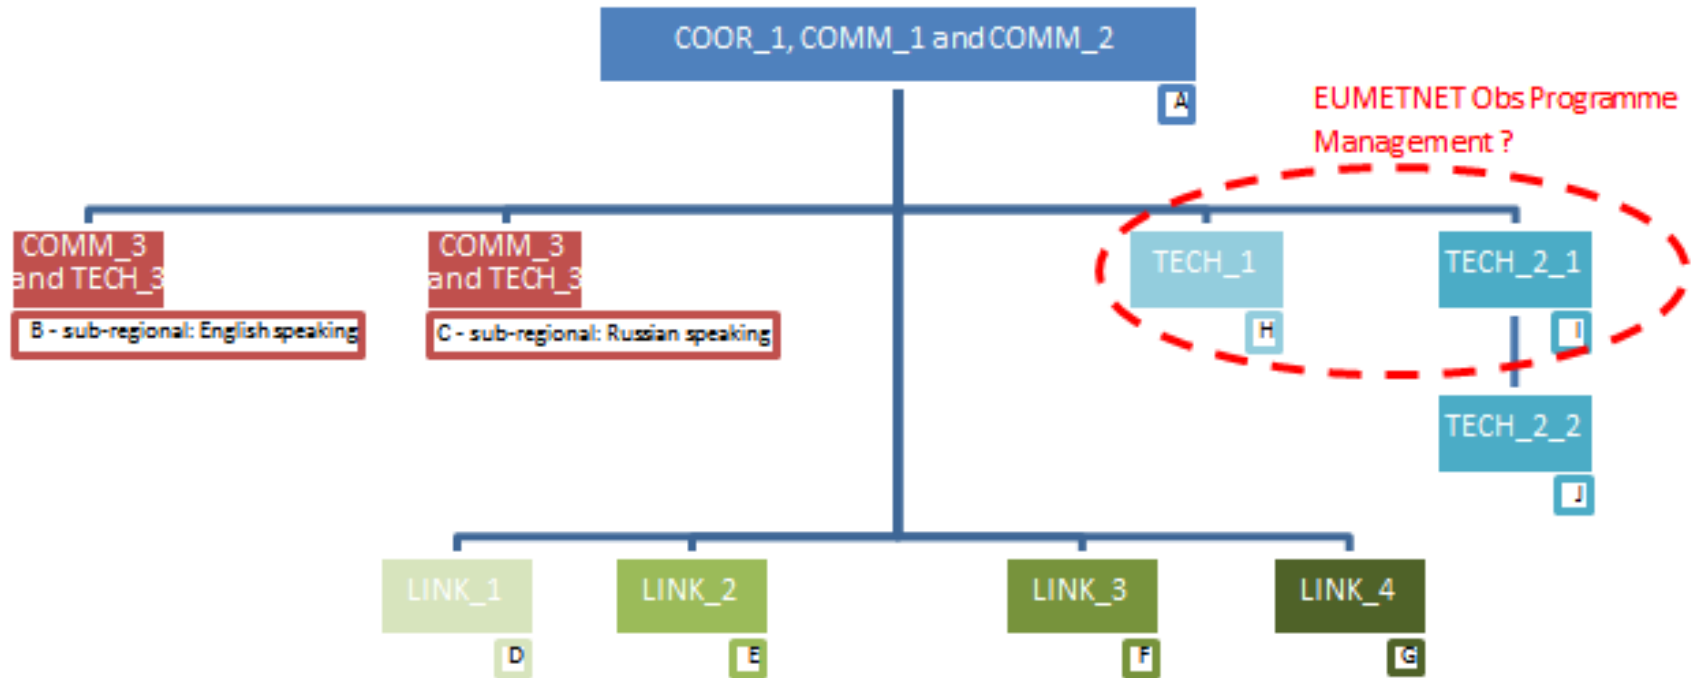 COOR_1, COMM_1 and COMM_2
A
EUMETNET Obs Programme
Management ?
COMM_3
and TECH_3
B - sub-regional: English speaking
COMM_3
and TECH_3
C - sub-regional: Russian speaking
TECH_1
H
TECH_2_1
I
TECH_2_2
J
LINK_1
D
LINK_2
E
LINK_3
F
LINK_4
G